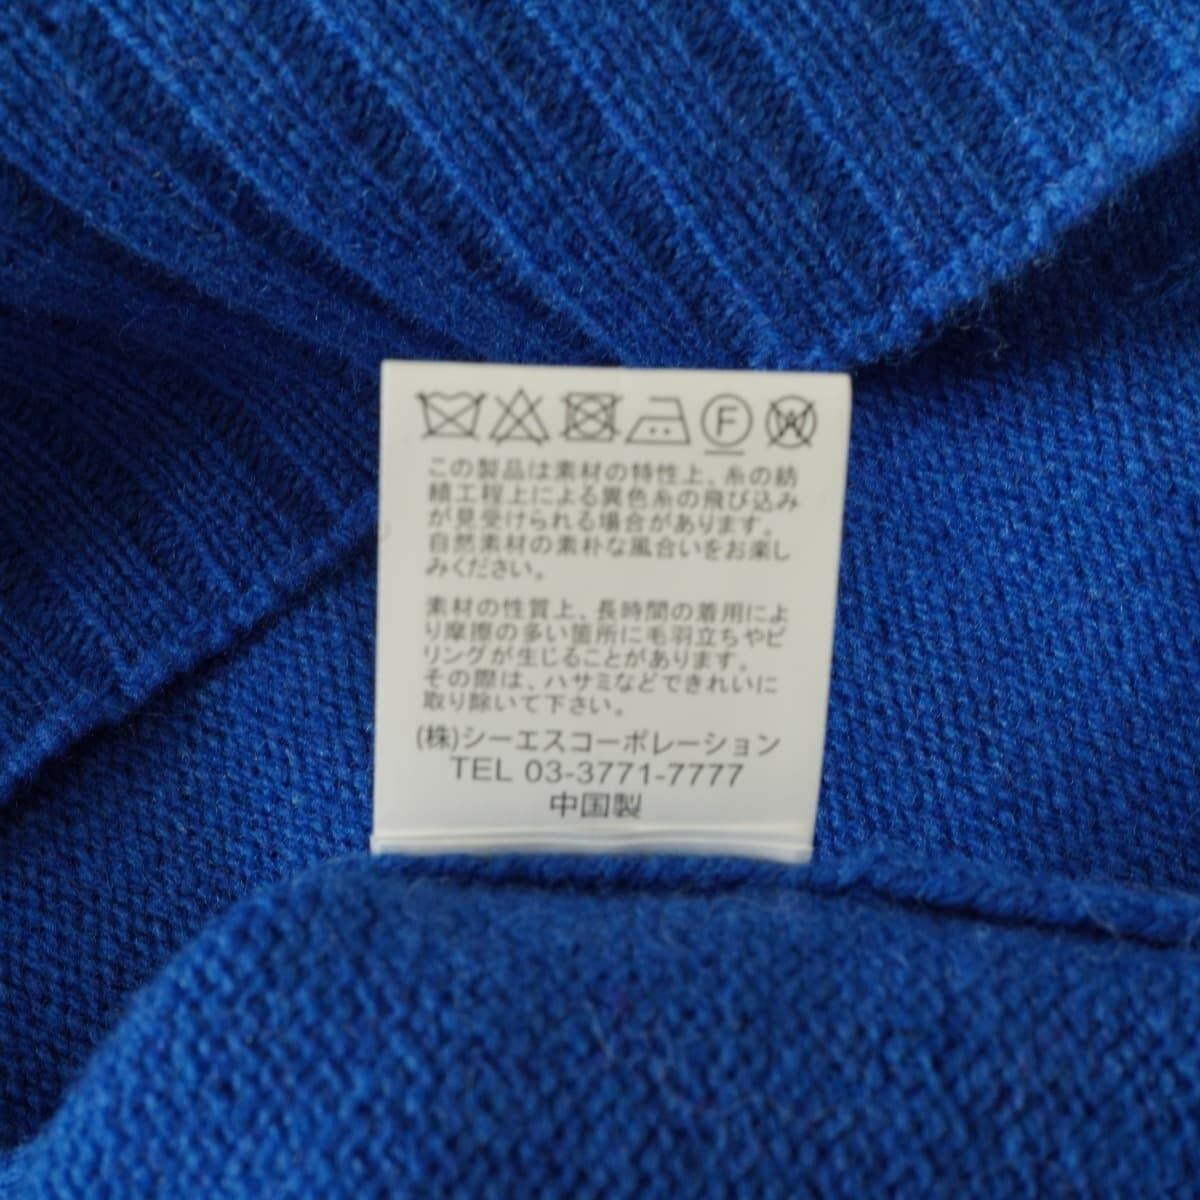 F W
この製品は素材の特性上、糸の紡
績工程上による異色糸の飛び込み
が見受けられる場合があります。
自然素材の素朴な風合いをお楽し
みください。
素材の性質上、長時間の着用によ
り摩擦の多い箇所に毛羽立ちやピ
リングが生じることがあります。
その際は、ハサミなどできれいに
取り除いて下さい。
(株)シーエスコーポレーション
TEL 03-3771-7777
中国製